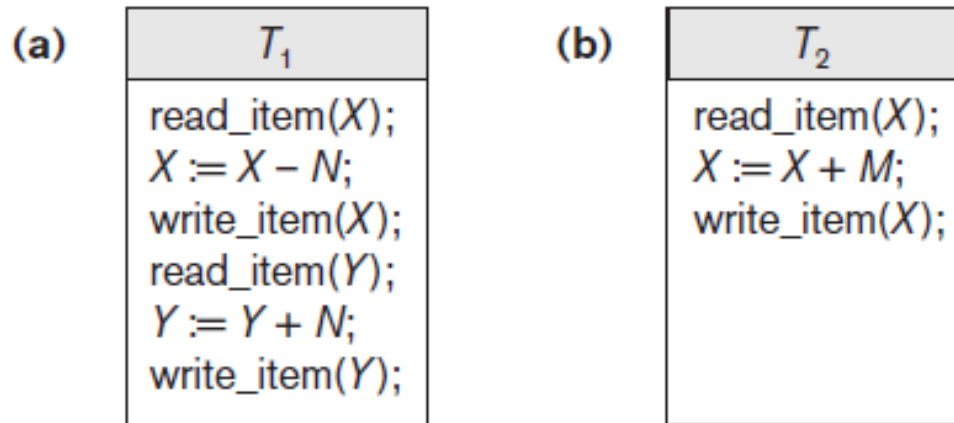 (a)
T₁
read_item(X);
X := X – N;
write_item(X);
read_item(Y);
Y := Y + N;
write_item(Y);
(b)
T₂
read_item(X);
X := X + M;
write_item(X);